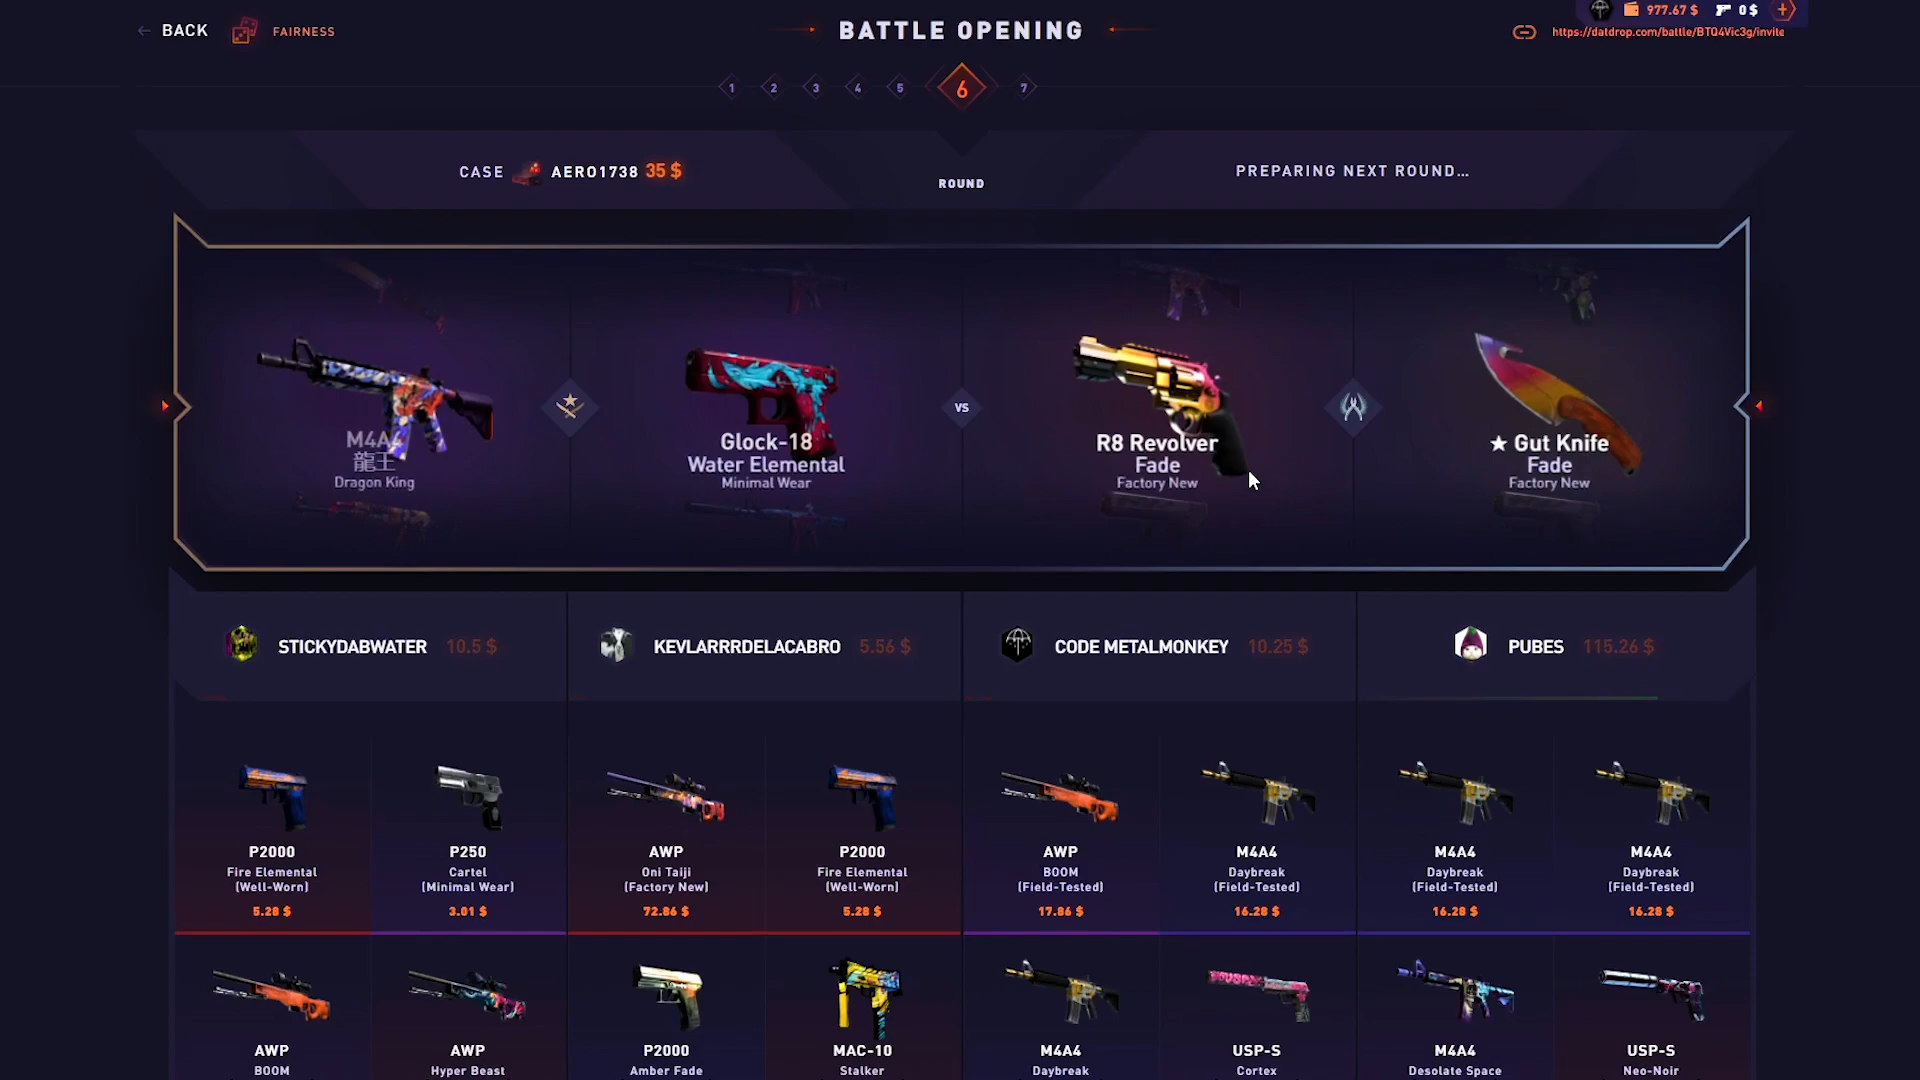 BACK
FAIRNESS
BATTLE OPENING
977.67 $
0 $
https://datdrop.com/battle/BTQ4Vic3g/invite
1 2 3 4 5 6 7
CASE AERO1738 35 $
ROUND
PREPARING NEXT ROUND...
M4A4
龍王
Dragon King
Glock-18
Water Elemental
Minimal Wear
VS
R8 Revolver
Fade
Factory New
★ Gut Knife
Fade
Factory New
STICKYDABWATER 10.5 $
KEVLARRRDELACABRO 5.56 $
CODE METALMONKEY 10.25 $
PUBES 115.26 $
P2000
Fire Elemental
(Well-Worn)
5.28 $
P250
Cartel
(Minimal Wear)
3.01 $
AWP
Oni Taiji
(Factory New)
72.86 $
P2000
Fire Elemental
(Well-Worn)
5.28 $
AWP
BOOM
(Field-Tested)
17.86 $
M4A4
Daybreak
(Field-Tested)
16.28 $
M4A4
Daybreak
(Field-Tested)
16.28 $
M4A4
Daybreak
(Field-Tested)
16.28 $
AWP
BOOM
AWP
Hyper Beast
P2000
Amber Fade
MAC-10
Stalker
M4A4
Daybreak
USP-S
Cortex
M4A4
Desolate Space
USP-S
Neo-Noir